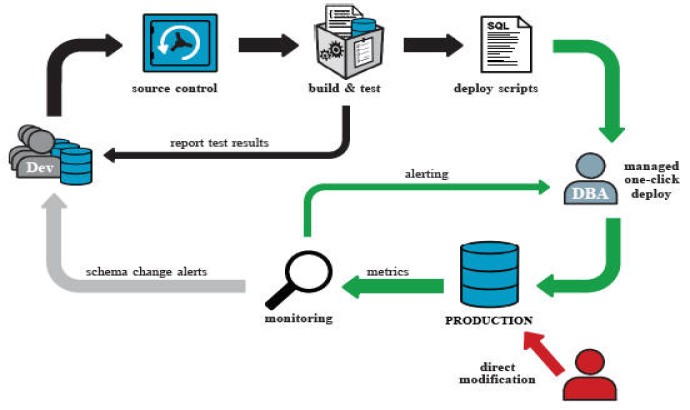 SQL
source control
build & test
deploy scripts
report test results
Dev
alerting
DBA
managed
one-click
deploy
schema change alerts
metrics
monitoring
PRODUCTION
direct
modification